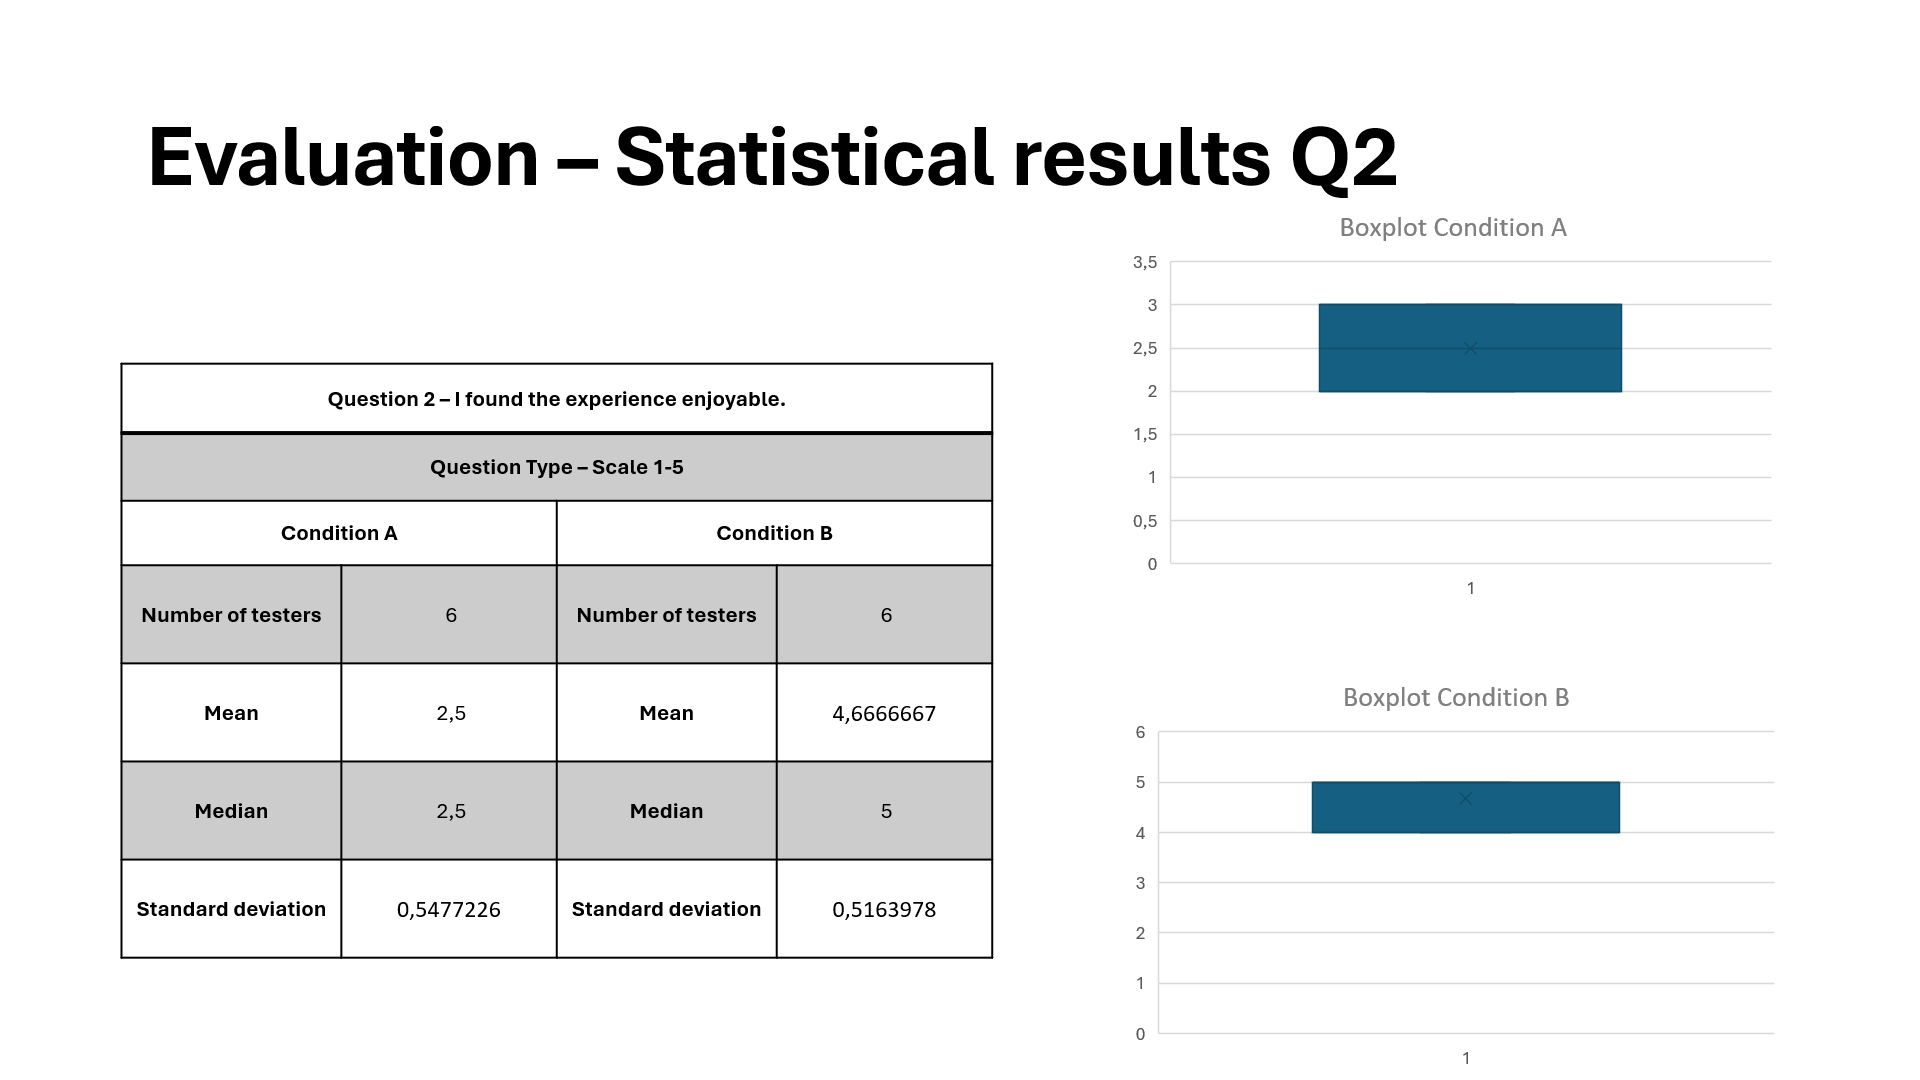 Evaluation – Statistical results Q2
Question 2 – I found the experience enjoyable.
Question Type – Scale 1-5
Condition A Condition B
Number of testers 6 Number of testers 6
Mean 2,5 Mean 4,6666667
Median 2,5 Median 5
Standard deviation 0,5477226 Standard deviation 0,5163978
Boxplot Condition A
3,5
3
2,5
2
1,5
1
0,5
0
1
Boxplot Condition B
6
5
4
3
2
1
0
1